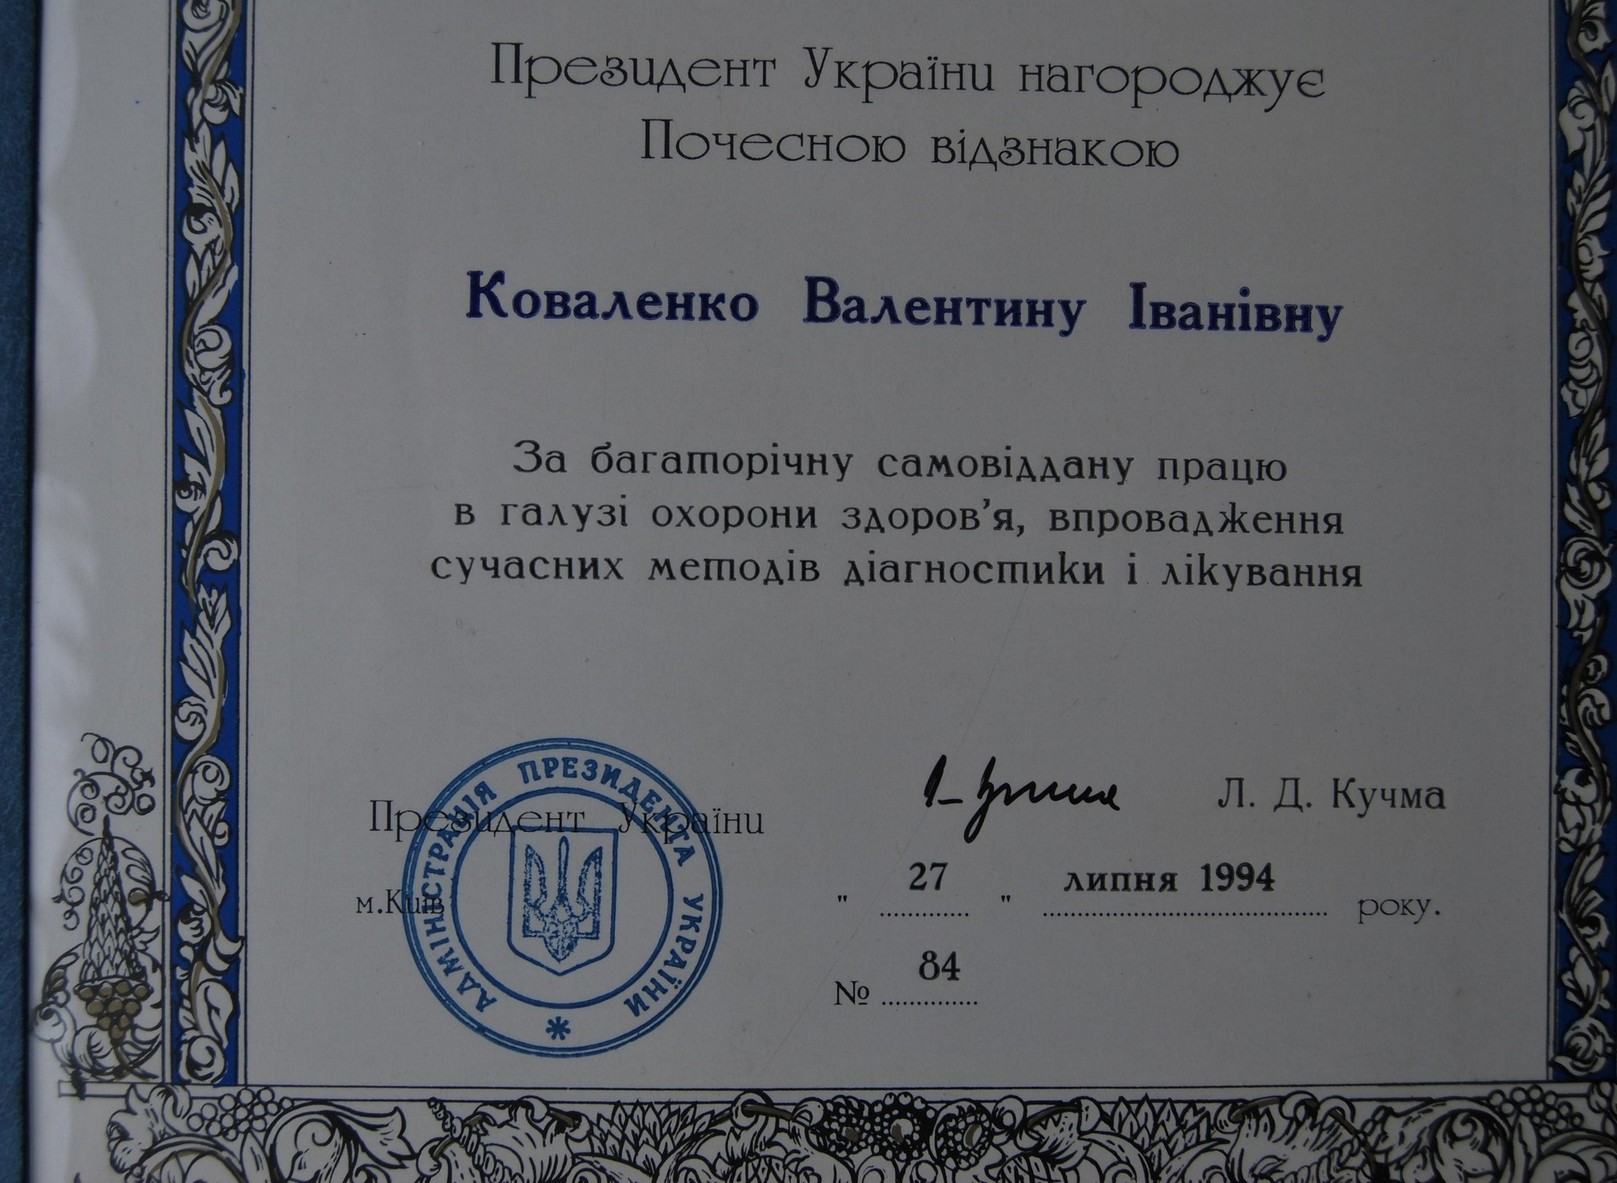 Президент України нагороджує
Почесною відзнакою
Коваленко Валентину Іванівну
За багаторічну самовіддану працю
в галузі охорони здоров'я, впровадження
сучасних методів діагностики і лікування
Президент України
Л. Д. Кучма
м.Київ
" 27 " липня 1994 року.
№ 84
АДМІНІСТРАЦІЯ ПРЕЗИДЕНТА УКРАЇНИ